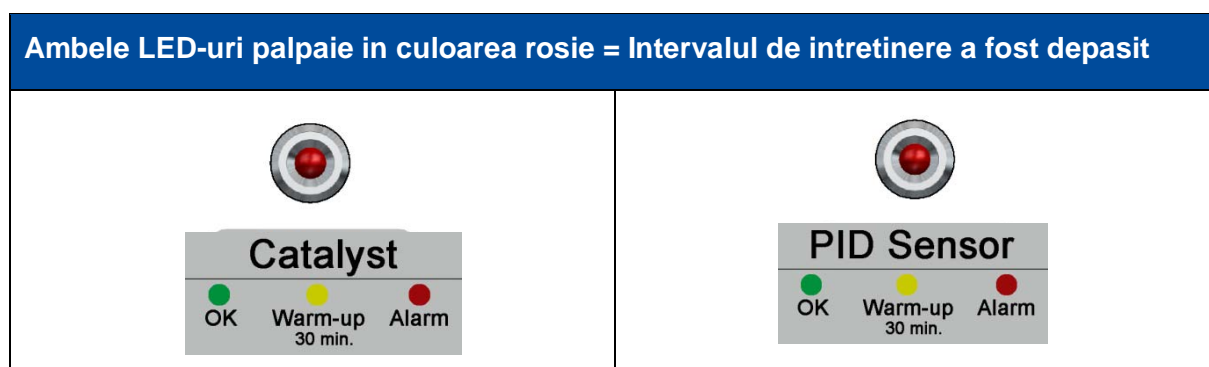 Ambele LED-uri palpaie in culoarea rosie = Intervalul de intretinere a fost depasit
Catalyst
OK Warm-up Alarm
30 min.
PID Sensor
OK Warm-up Alarm
30 min.